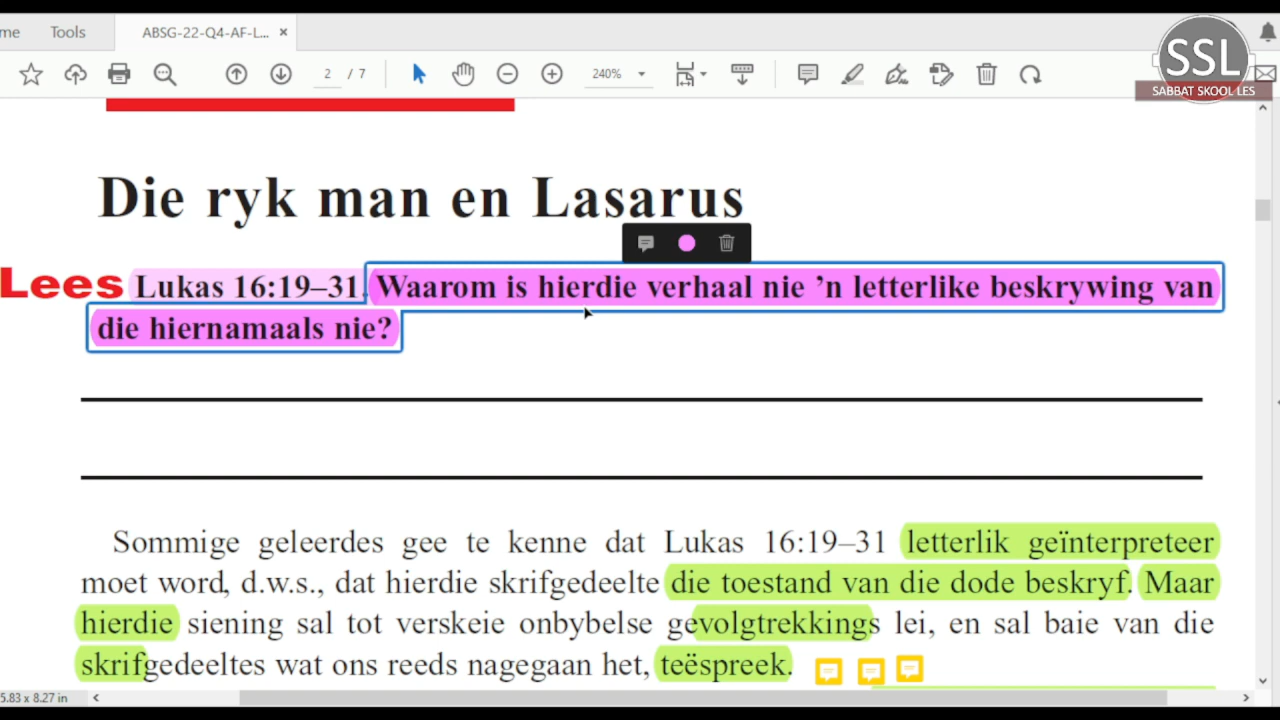 me
Tools
ABSG-22-Q4-AF-L...
2 / 7
240%
SSL
SABBAT SKOOL LES
Die ryk man en Lasarus
Lees Lukas 16:19–31. Waarom is hierdie verhaal nie ’n letterlike beskrywing van
die hiernamaals nie?
Sommige geleerdes gee te kenne dat Lukas 16:19–31 letterlik geïnterpreteer
moet word, d.w.s., dat hierdie skrifgedeelte die toestand van die dode beskryf. Maar
hierdie siening sal tot verskeie onbybelse gevolgtrekkings lei, en sal baie van die
skrifgedeeltes wat ons reeds nagegaan het, teëspreek.
5.83 x 8.27 in